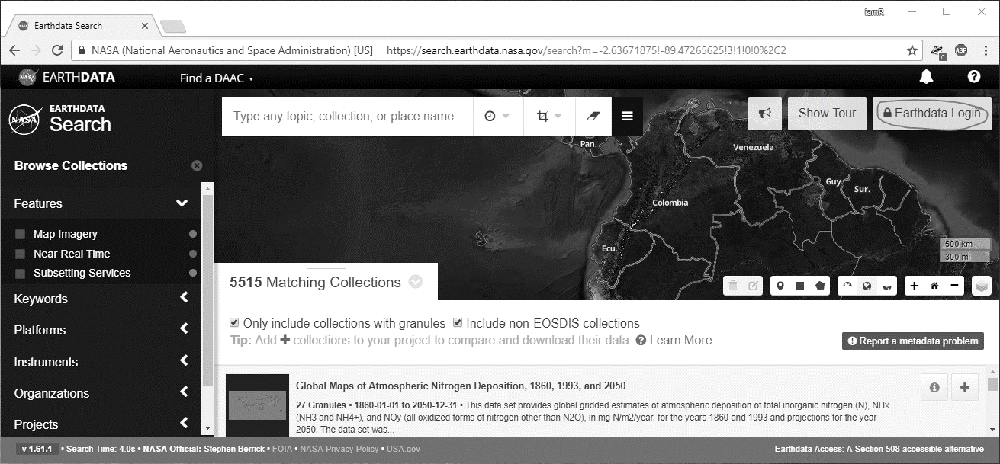 iamR
Earthdata Search
NASA (National Aeronautics and Space Administration) [US] https://search.earthdata.nasa.gov/search?m=-2.63671875!-89.47265625!3!1!0!0%2C2
0
ABP
NASA EARTHDATA Find a DAAC
NASA EARTHDATA
Search
Type any topic, collection, or place name
Show Tour
Earthdata Login
Pan.
Venezuela
Guy.
Sur.
Colombia
Ecu.
500 km
300 mi
Browse Collections
Features
Map Imagery
Near Real Time
Subsetting Services
Keywords
Platforms
Instruments
Organizations
Projects
5515 Matching Collections
Only include collections with granules Include non-EOSDIS collections
Tip: Add + collections to your project to compare and download their data. Learn More
Report a metadata problem
Global Maps of Atmospheric Nitrogen Deposition, 1860, 1993, and 2050
27 Granules • 1860-01-01 to 2050-12-31 • This data set provides global gridded estimates of atmospheric deposition of total inorganic nitrogen (N), NHx
(NH3 and NH4+), and NOy (all oxidized forms of nitrogen other than N2O), in mg N/m2/year, for the years 1860 and 1993 and projections for the year
2050. The data set was...
v 1.61.1 • Search Time: 4.0s • NASA Official: Stephen Berrick • FOIA • NASA Privacy Policy • USA.gov
Earthdata Access: A Section 508 accessible alternative